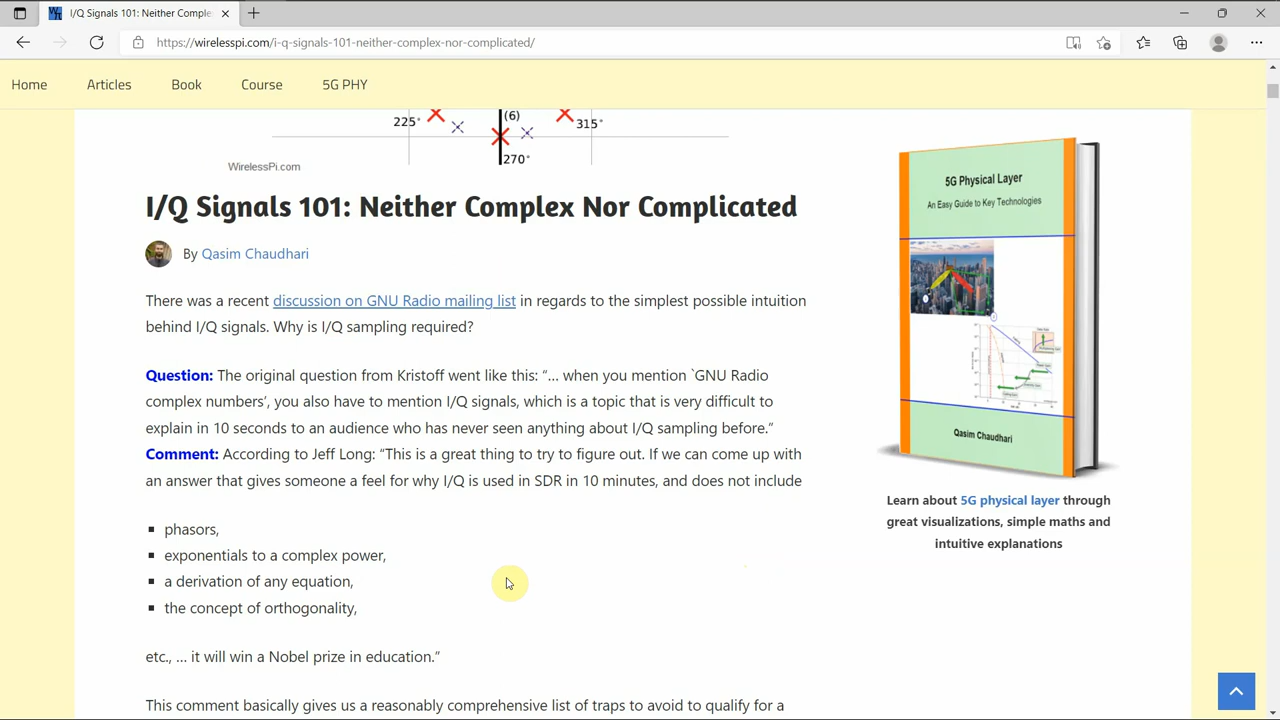 I/Q Signals 101: Neither Comple
https://wirelesspi.com/i-q-signals-101-neither-complex-nor-complicated/
Home Articles Book Course 5G PHY
(6)
225° 315°
270°
WirelessPi.com
I/Q Signals 101: Neither Complex Nor Complicated
By Qasim Chaudhari
There was a recent discussion on GNU Radio mailing list in regards to the simplest possible intuition
behind I/Q signals. Why is I/Q sampling required?
Question: The original question from Kristoff went like this: “… when you mention `GNU Radio
complex numbers’, you also have to mention I/Q signals, which is a topic that is very difficult to
explain in 10 seconds to an audience who has never seen anything about I/Q sampling before.”
Comment: According to Jeff Long: “This is a great thing to try to figure out. If we can come up with
an answer that gives someone a feel for why I/Q is used in SDR in 10 minutes, and does not include
▪ phasors,
▪ exponentials to a complex power,
▪ a derivation of any equation,
▪ the concept of orthogonality,
etc., … it will win a Nobel prize in education.”
This comment basically gives us a reasonably comprehensive list of traps to avoid to qualify for a
5G Physical Layer
An Easy Guide to Key Technologies
Qasim Chaudhari
Learn about 5G physical layer through
great visualizations, simple maths and
intuitive explanations